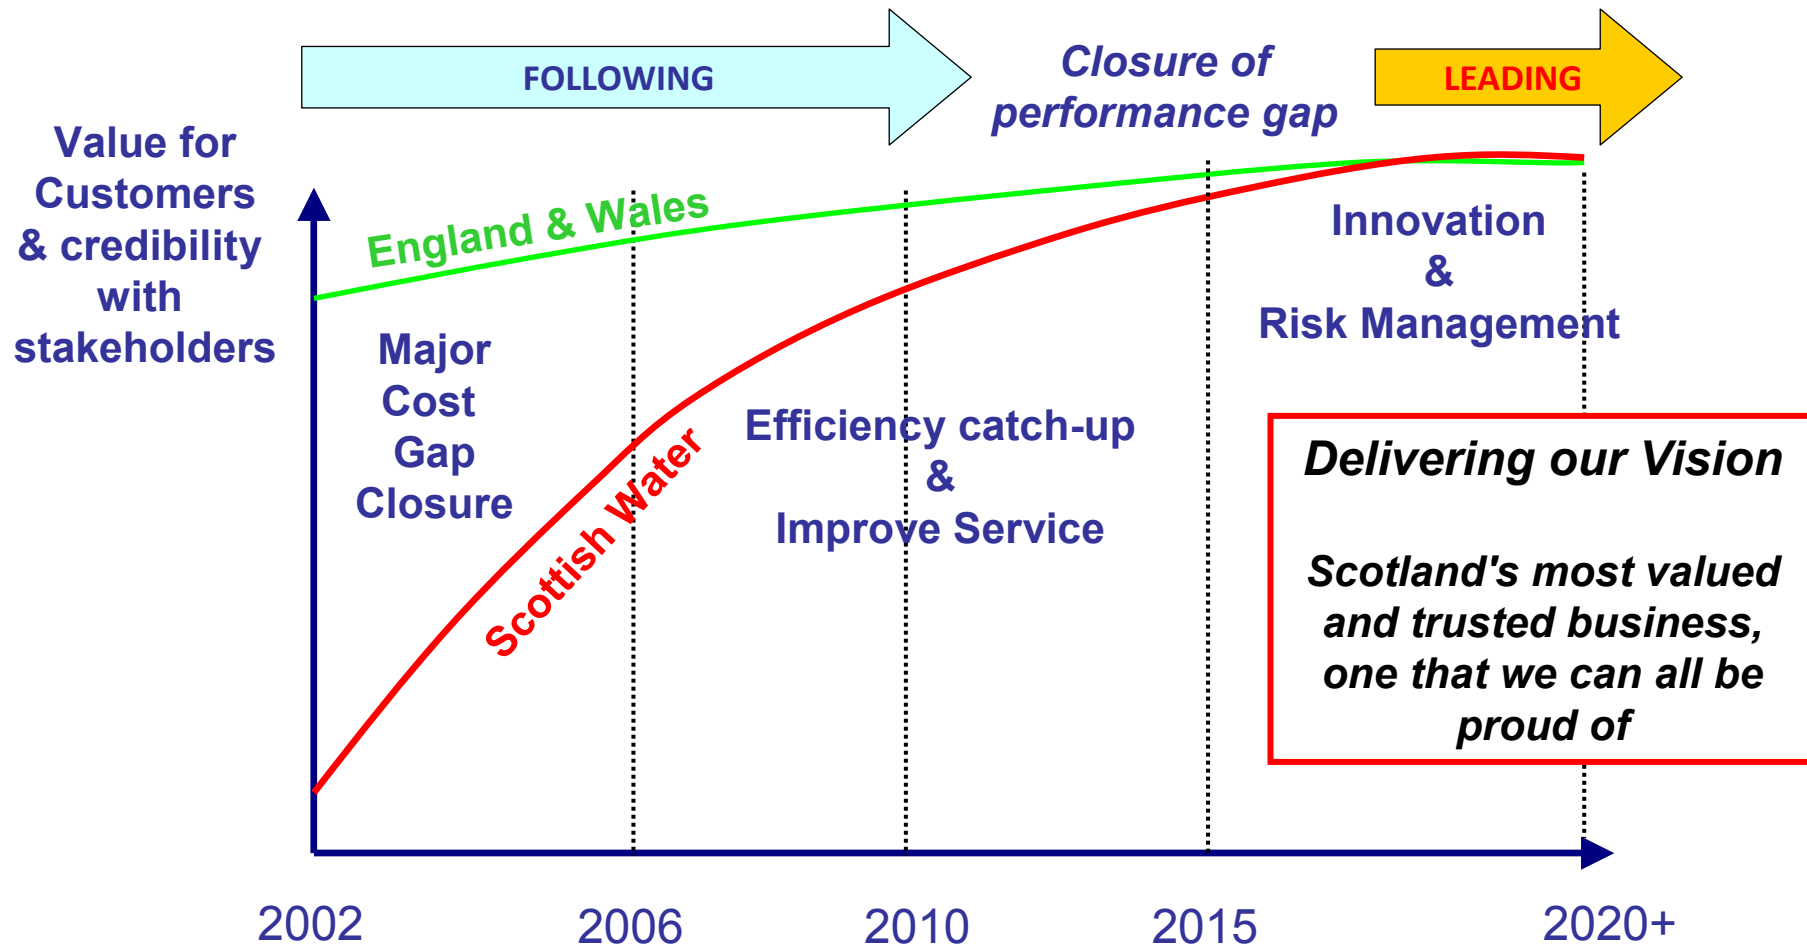 FOLLOWING
Closure of
performance gap
LEADING
Value for
Customers
& credibility
with
stakeholders
England & Wales
Innovation
&
Risk Management
Major
Cost
Gap
Closure
Scottish Water
Efficiency catch-up
&
Improve Service
Delivering our Vision
Scotland's most valued
and trusted business,
one that we can all be
proud of
2002
2006
2010
2015
2020+